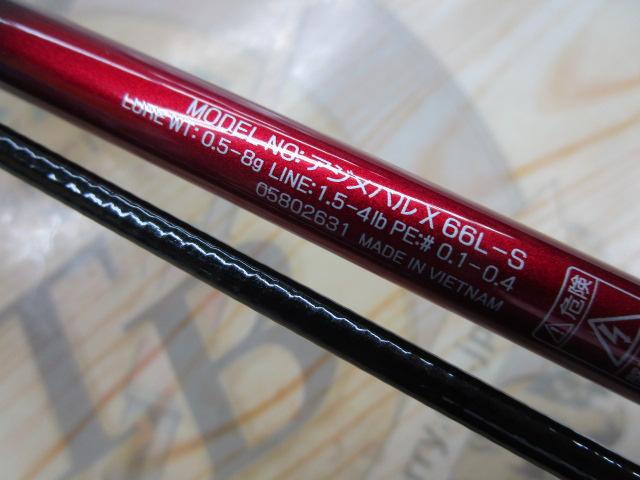 MODEL NO: アジメバル X 66L-S
LURE WT: 0.5-8g LINE: 1.5-4lb PE:# 0.1-0.4
05802631 MADE IN VIETNAM
危険